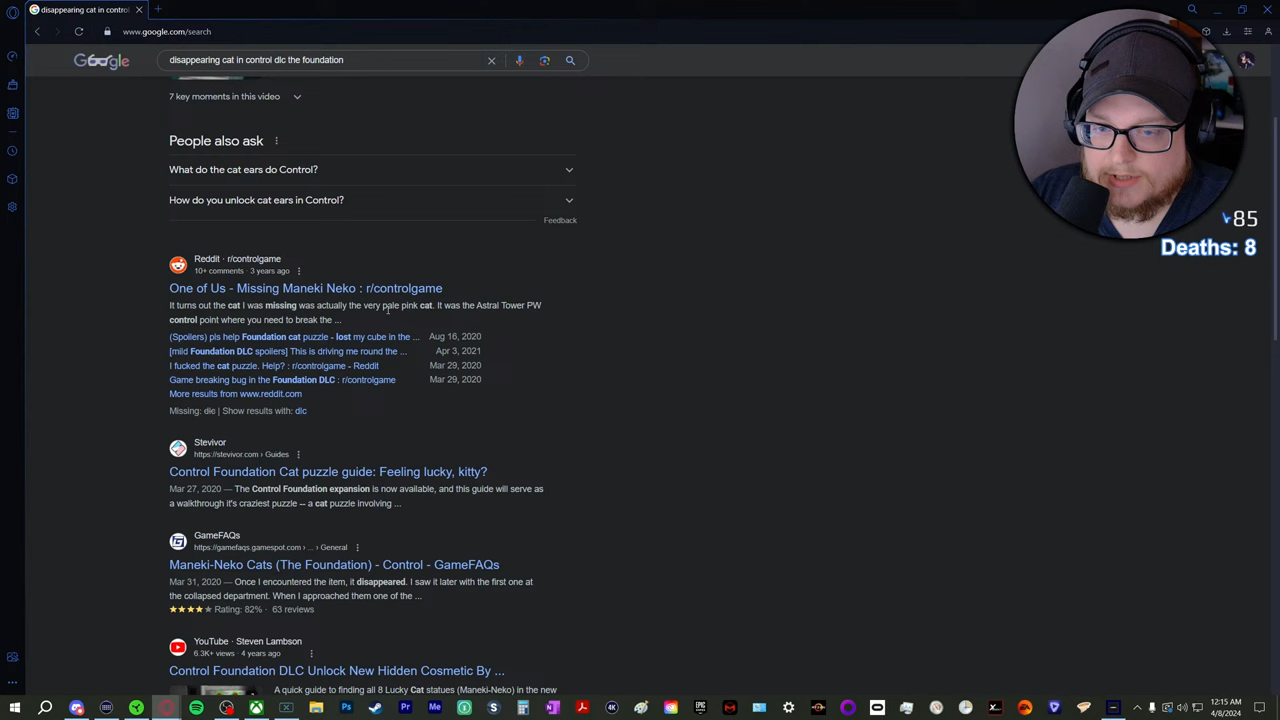 disappearing cat in control
www.google.com/search
Google
disappearing cat in control dlc the foundation
7 key moments in this video
People also ask
What do the cat ears do Control?
How do you unlock cat ears in Control?
Feedback
85
Deaths: 8
Reddit · r/controlgame
10+ comments · 3 years ago
One of Us - Missing Maneki Neko : r/controlgame
It turns out the cat I was missing was actually the very pale pink cat. It was the Astral Tower PW
control point where you need to break the ...
(Spoilers) pls help Foundation cat puzzle - lost my cube in the ... Aug 16, 2020
[mild Foundation DLC spoilers] This is driving me round the ... Apr 3, 2021
I fucked the cat puzzle. Help? : r/controlgame - Reddit Mar 29, 2020
Game breaking bug in the Foundation DLC : r/controlgame Mar 29, 2020
More results from www.reddit.com
Missing: dlc | Show results with: dlc
Stevivor
https://stevivor.com › Guides
Control Foundation Cat puzzle guide: Feeling lucky, kitty?
Mar 27, 2020 — The Control Foundation expansion is now available, and this guide will serve as
a walkthrough it's craziest puzzle -- a cat puzzle involving ...
GameFAQs
https://gamefaqs.gamespot.com › ... › General
Maneki-Neko Cats (The Foundation) - Control - GameFAQs
Mar 31, 2020 — Once I encountered the item, it disappeared. I saw it later with the first one at
the collapsed department. When I approached them one of the ...
Rating: 82% · 63 reviews
YouTube · Steven Lambson
6.3K+ views · 4 years ago
Control Foundation DLC Unlock New Hidden Cosmetic By ...
A quick guide to finding all 8 Lucky Cat statues (Maneki-Neko) in the new
12:15 AM
4/8/2024